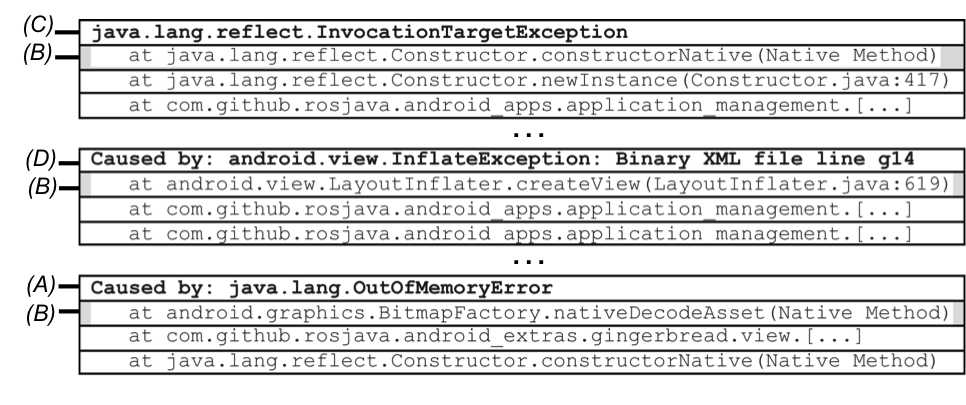 (C) java.lang.reflect.InvocationTargetException
(B) at java.lang.reflect.Constructor.constructorNative(Native Method)
at java.lang.reflect.Constructor.newInstance(Constructor.java:417)
at com.github.rosjava.android_apps.application_management.[...]
...
(D) Caused by: android.view.InflateException: Binary XML file line g14
(B) at android.view.LayoutInflater.createView(LayoutInflater.java:619)
at com.github.rosjava.android_apps.application_management.[...]
at com.github.rosjava.android_apps.application_management.[...]
...
(A) Caused by: java.lang.OutOfMemoryError
(B) at android.graphics.BitmapFactory.nativeDecodeAsset(Native Method)
at com.github.rosjava.android_extras.gingerbread.view.[...]
at java.lang.reflect.Constructor.constructorNative(Native Method)